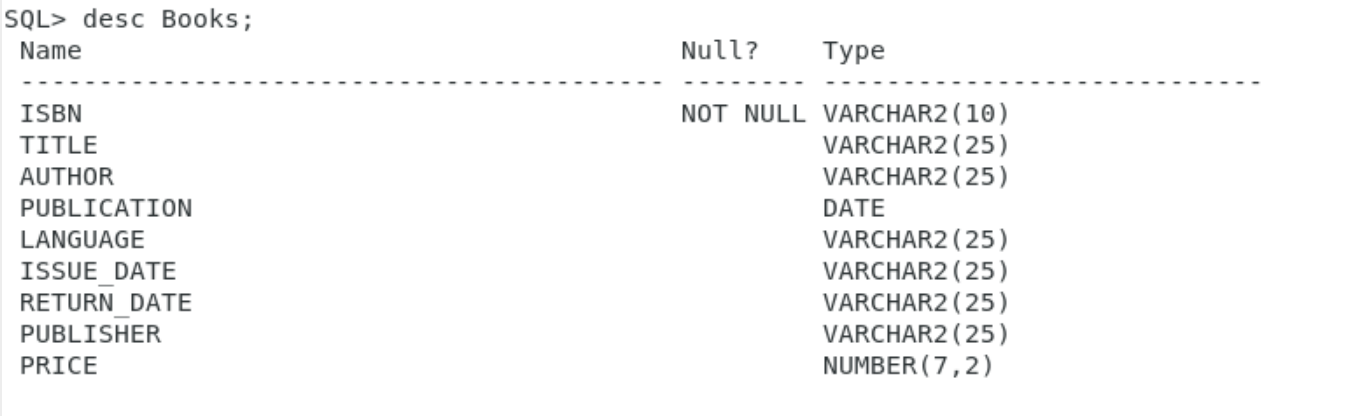 SQL> desc Books;
Name Null? Type
----------------------------------------- -------- ----------------------------
ISBN NOT NULL VARCHAR2(10)
TITLE VARCHAR2(25)
AUTHOR VARCHAR2(25)
PUBLICATION DATE
LANGUAGE VARCHAR2(25)
ISSUE_DATE VARCHAR2(25)
RETURN_DATE VARCHAR2(25)
PUBLISHER VARCHAR2(25)
PRICE NUMBER(7,2)